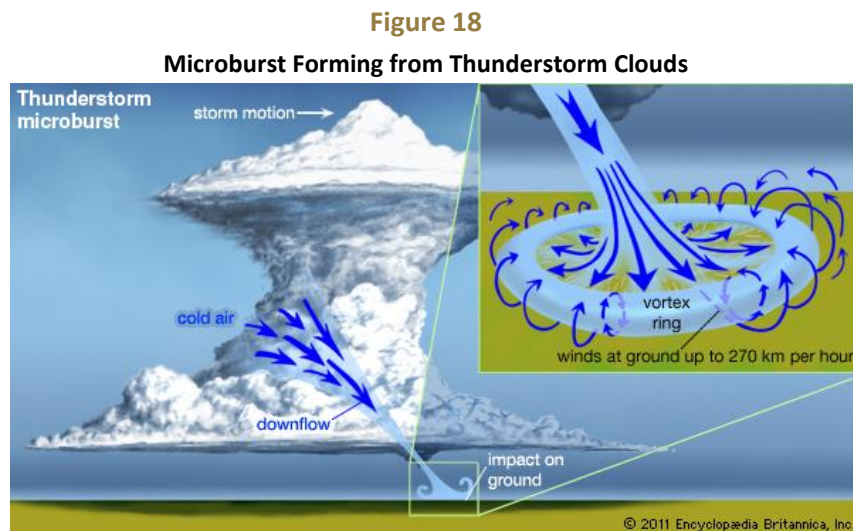 Figure 18
Microburst Forming from Thunderstorm Clouds
Thunderstorm
microburst
storm motion
cold air
downflow
impact on
ground
vortex
ring
winds at ground up to 270 km per hour
© 2011 Encyclopædia Britannica, Inc.